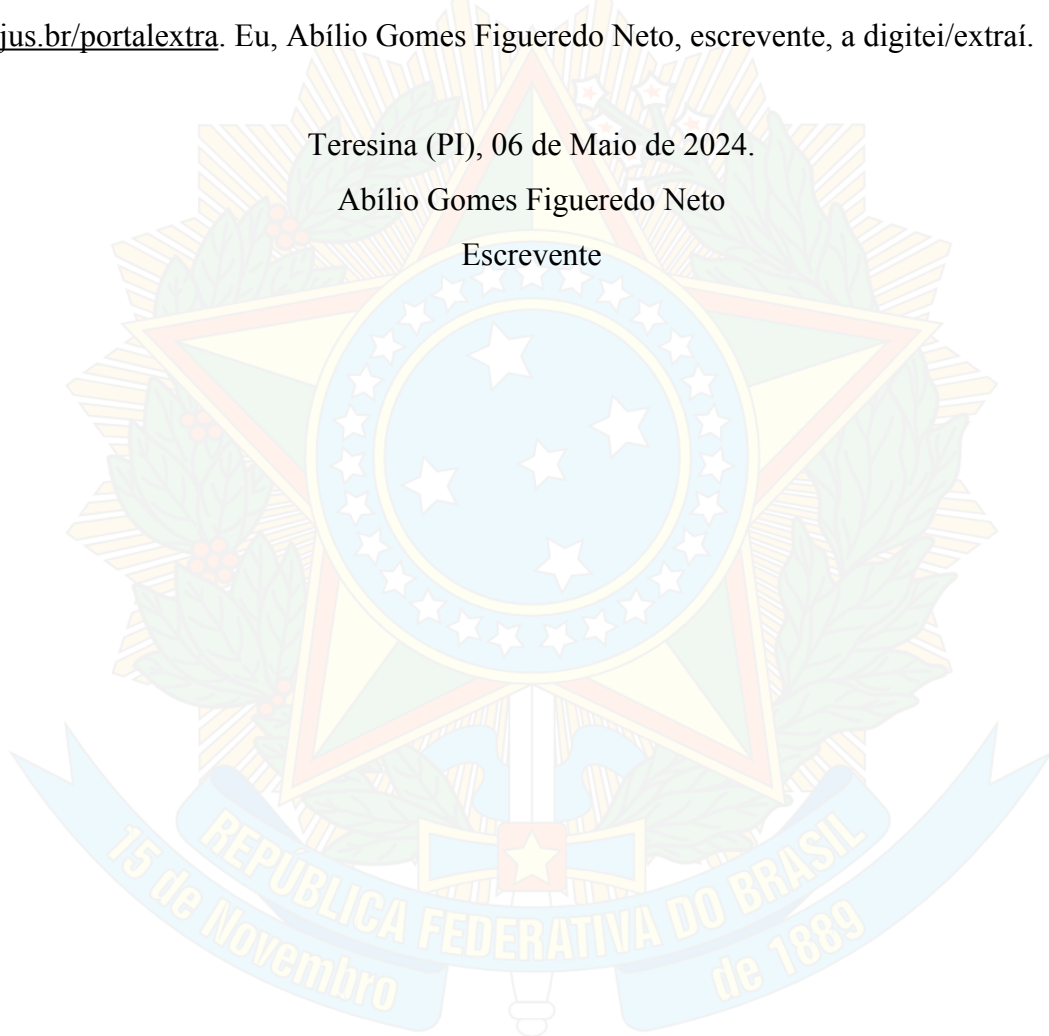 jus.br/portalextra. Eu, Abílio Gomes Figueredo Neto, escrevente, a digitei/extraí.
Teresina (PI), 06 de Maio de 2024.
Abílio Gomes Figueredo Neto
Escrevente
REPÚBLICA FEDERATIVA DO BRASIL
15 de Novembro
de 1889